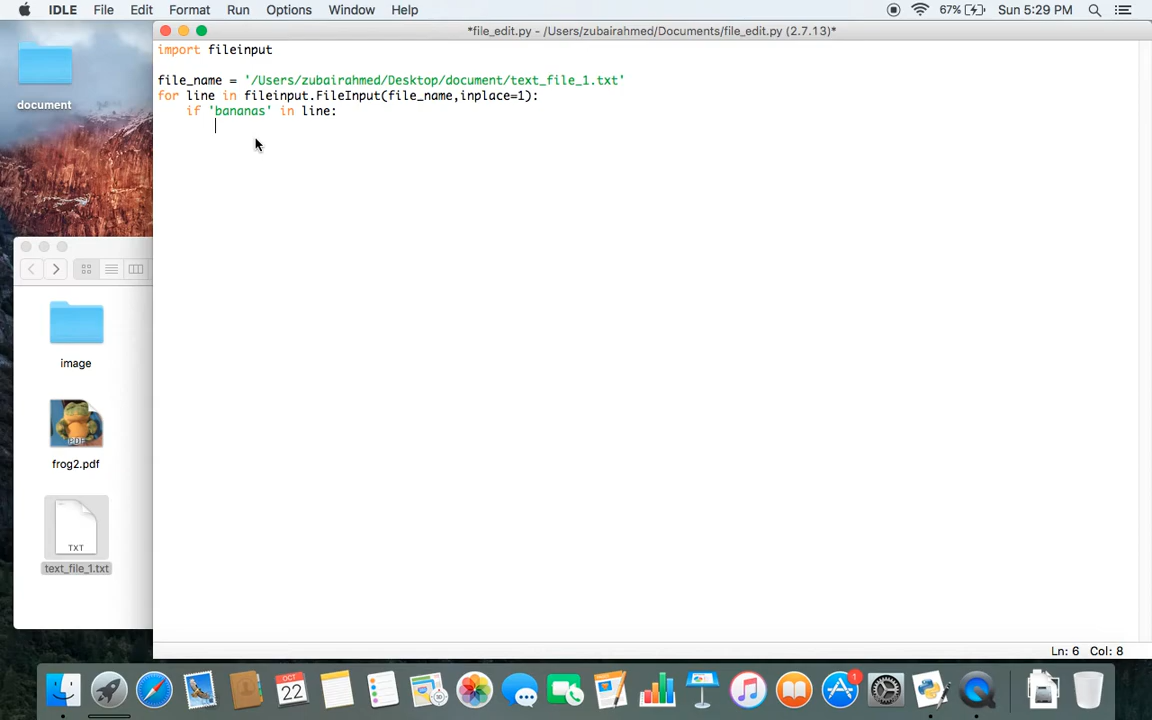 IDLE File Edit Format Run Options Window Help 67% Sun 5:29 PM
*file_edit.py - /Users/zubairahmed/Documents/file_edit.py (2.7.13)*
import fileinput
file_name = '/Users/zubairahmed/Desktop/document/text_file_1.txt'
for line in fileinput.FileInput(file_name,inplace=1):
if 'bananas' in line:
document
image
PDF
frog2.pdf
TXT
text_file_1.txt
Ln: 6 Col: 8
OCT
22
1